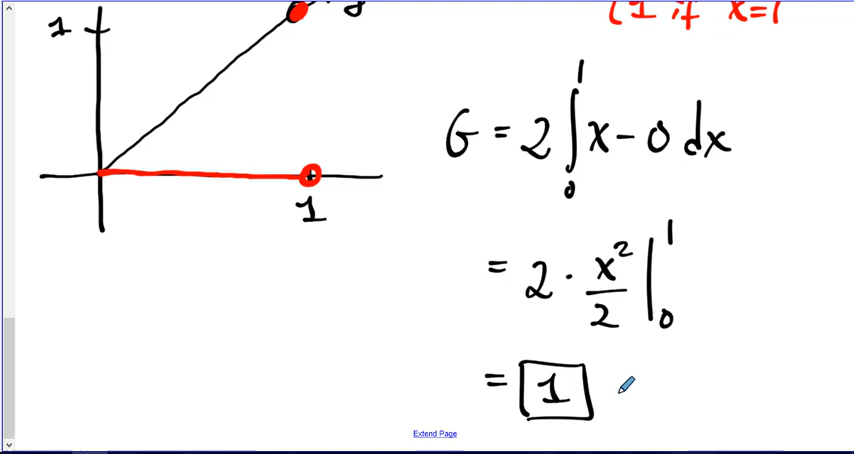 1
(1 if x=1
G = 2 ∫₀¹ x - 0 dx
1
= 2 · x²/2 |₀¹
= 1
Extend Page